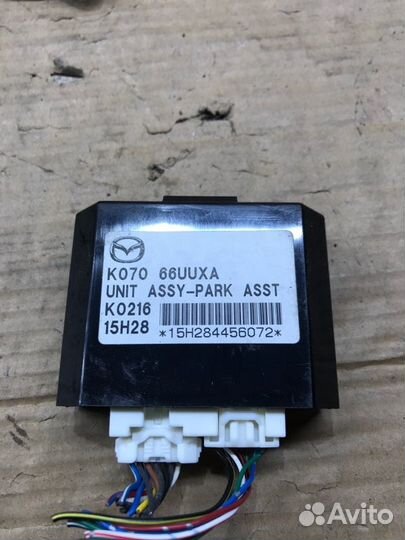 K070 66UUXA
UNIT ASSY-PARK ASST
K0216
15H28 *15H284456072*
Avito